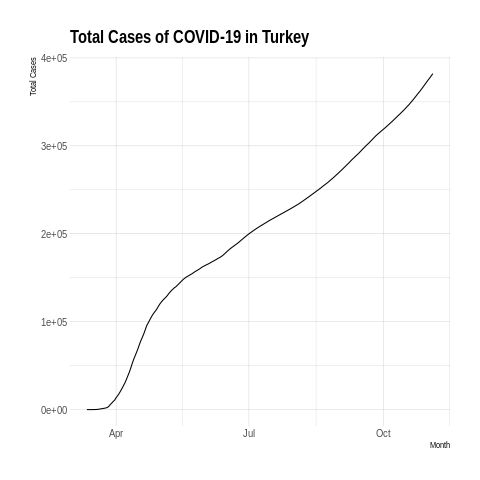 Total Cases of COVID-19 in Turkey
Total Cases
4e+05
3e+05
2e+05
1e+05
0e+00
Apr Jul Oct
Month